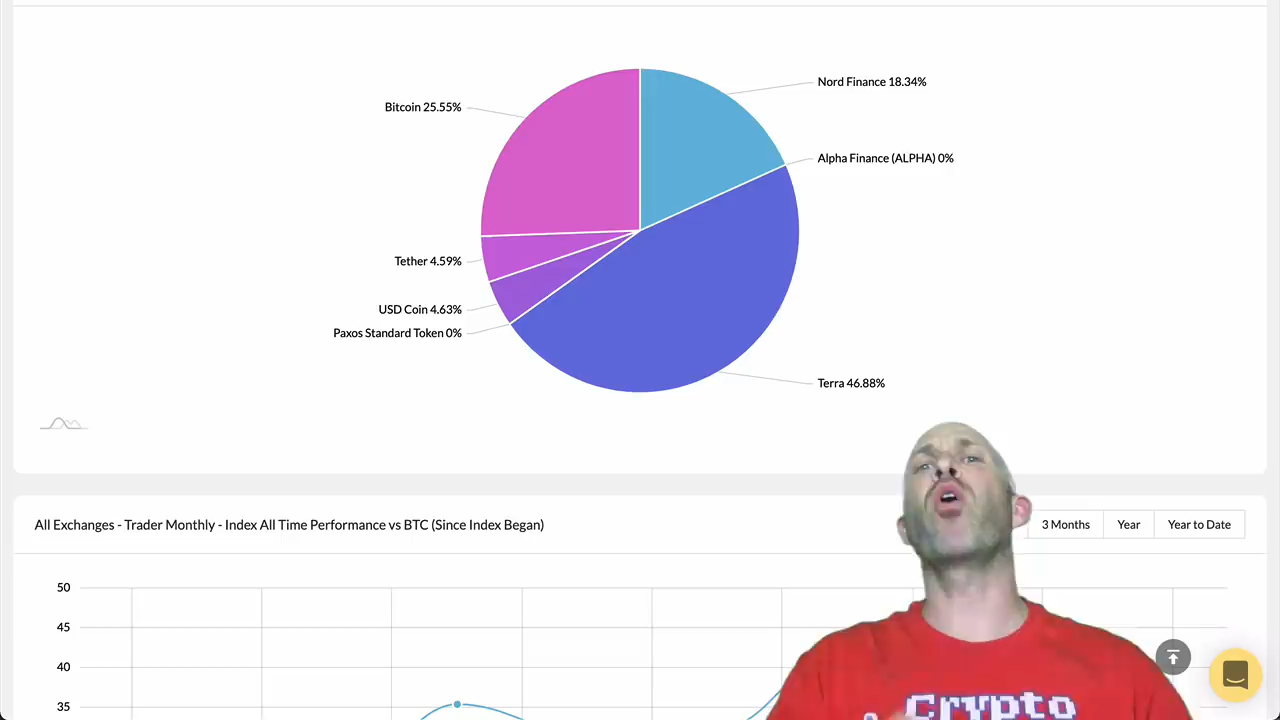 Nord Finance 18.34%
Bitcoin 25.55%
Alpha Finance (ALPHA) 0%
Tether 4.59%
USD Coin 4.63%
Paxos Standard Token 0%
Terra 46.88%
All Exchanges - Trader Monthly - Index All Time Performance vs BTC (Since Index Began)
3 Months
Year
Year to Date
50
45
40
35
Crypto